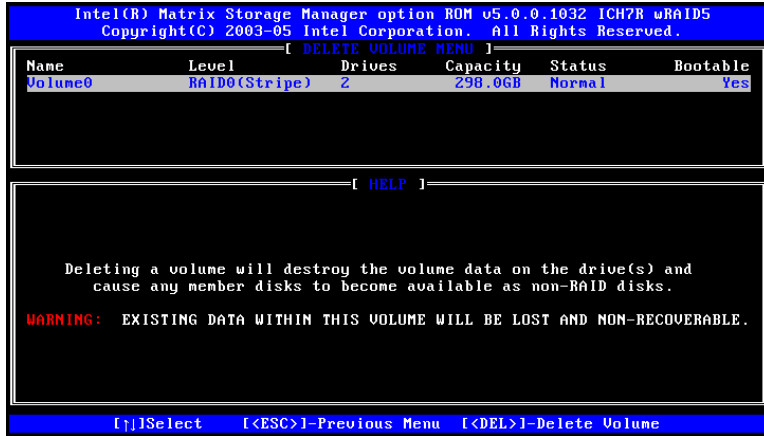 Intel(R) Matrix Storage Manager option ROM v5.0.0.1032 ICH7R wRAID5
Copyright(C) 2003-05 Intel Corporation. All Rights Reserved.
[ DELETE VOLUME MENU ]
Name Level Drives Capacity Status Bootable
Volume0 RAID0(Stripe) 2 298.0GB Normal Yes
[ HELP ]
Deleting a volume will destroy the volume data on the drive(s) and
cause any member disks to become available as non-RAID disks.
WARNING: EXISTING DATA WITHIN THIS VOLUME WILL BE LOST AND NON-RECOVERABLE.
[↑↓]Select [<ESC>]-Previous Menu [<DEL>]-Delete Volume